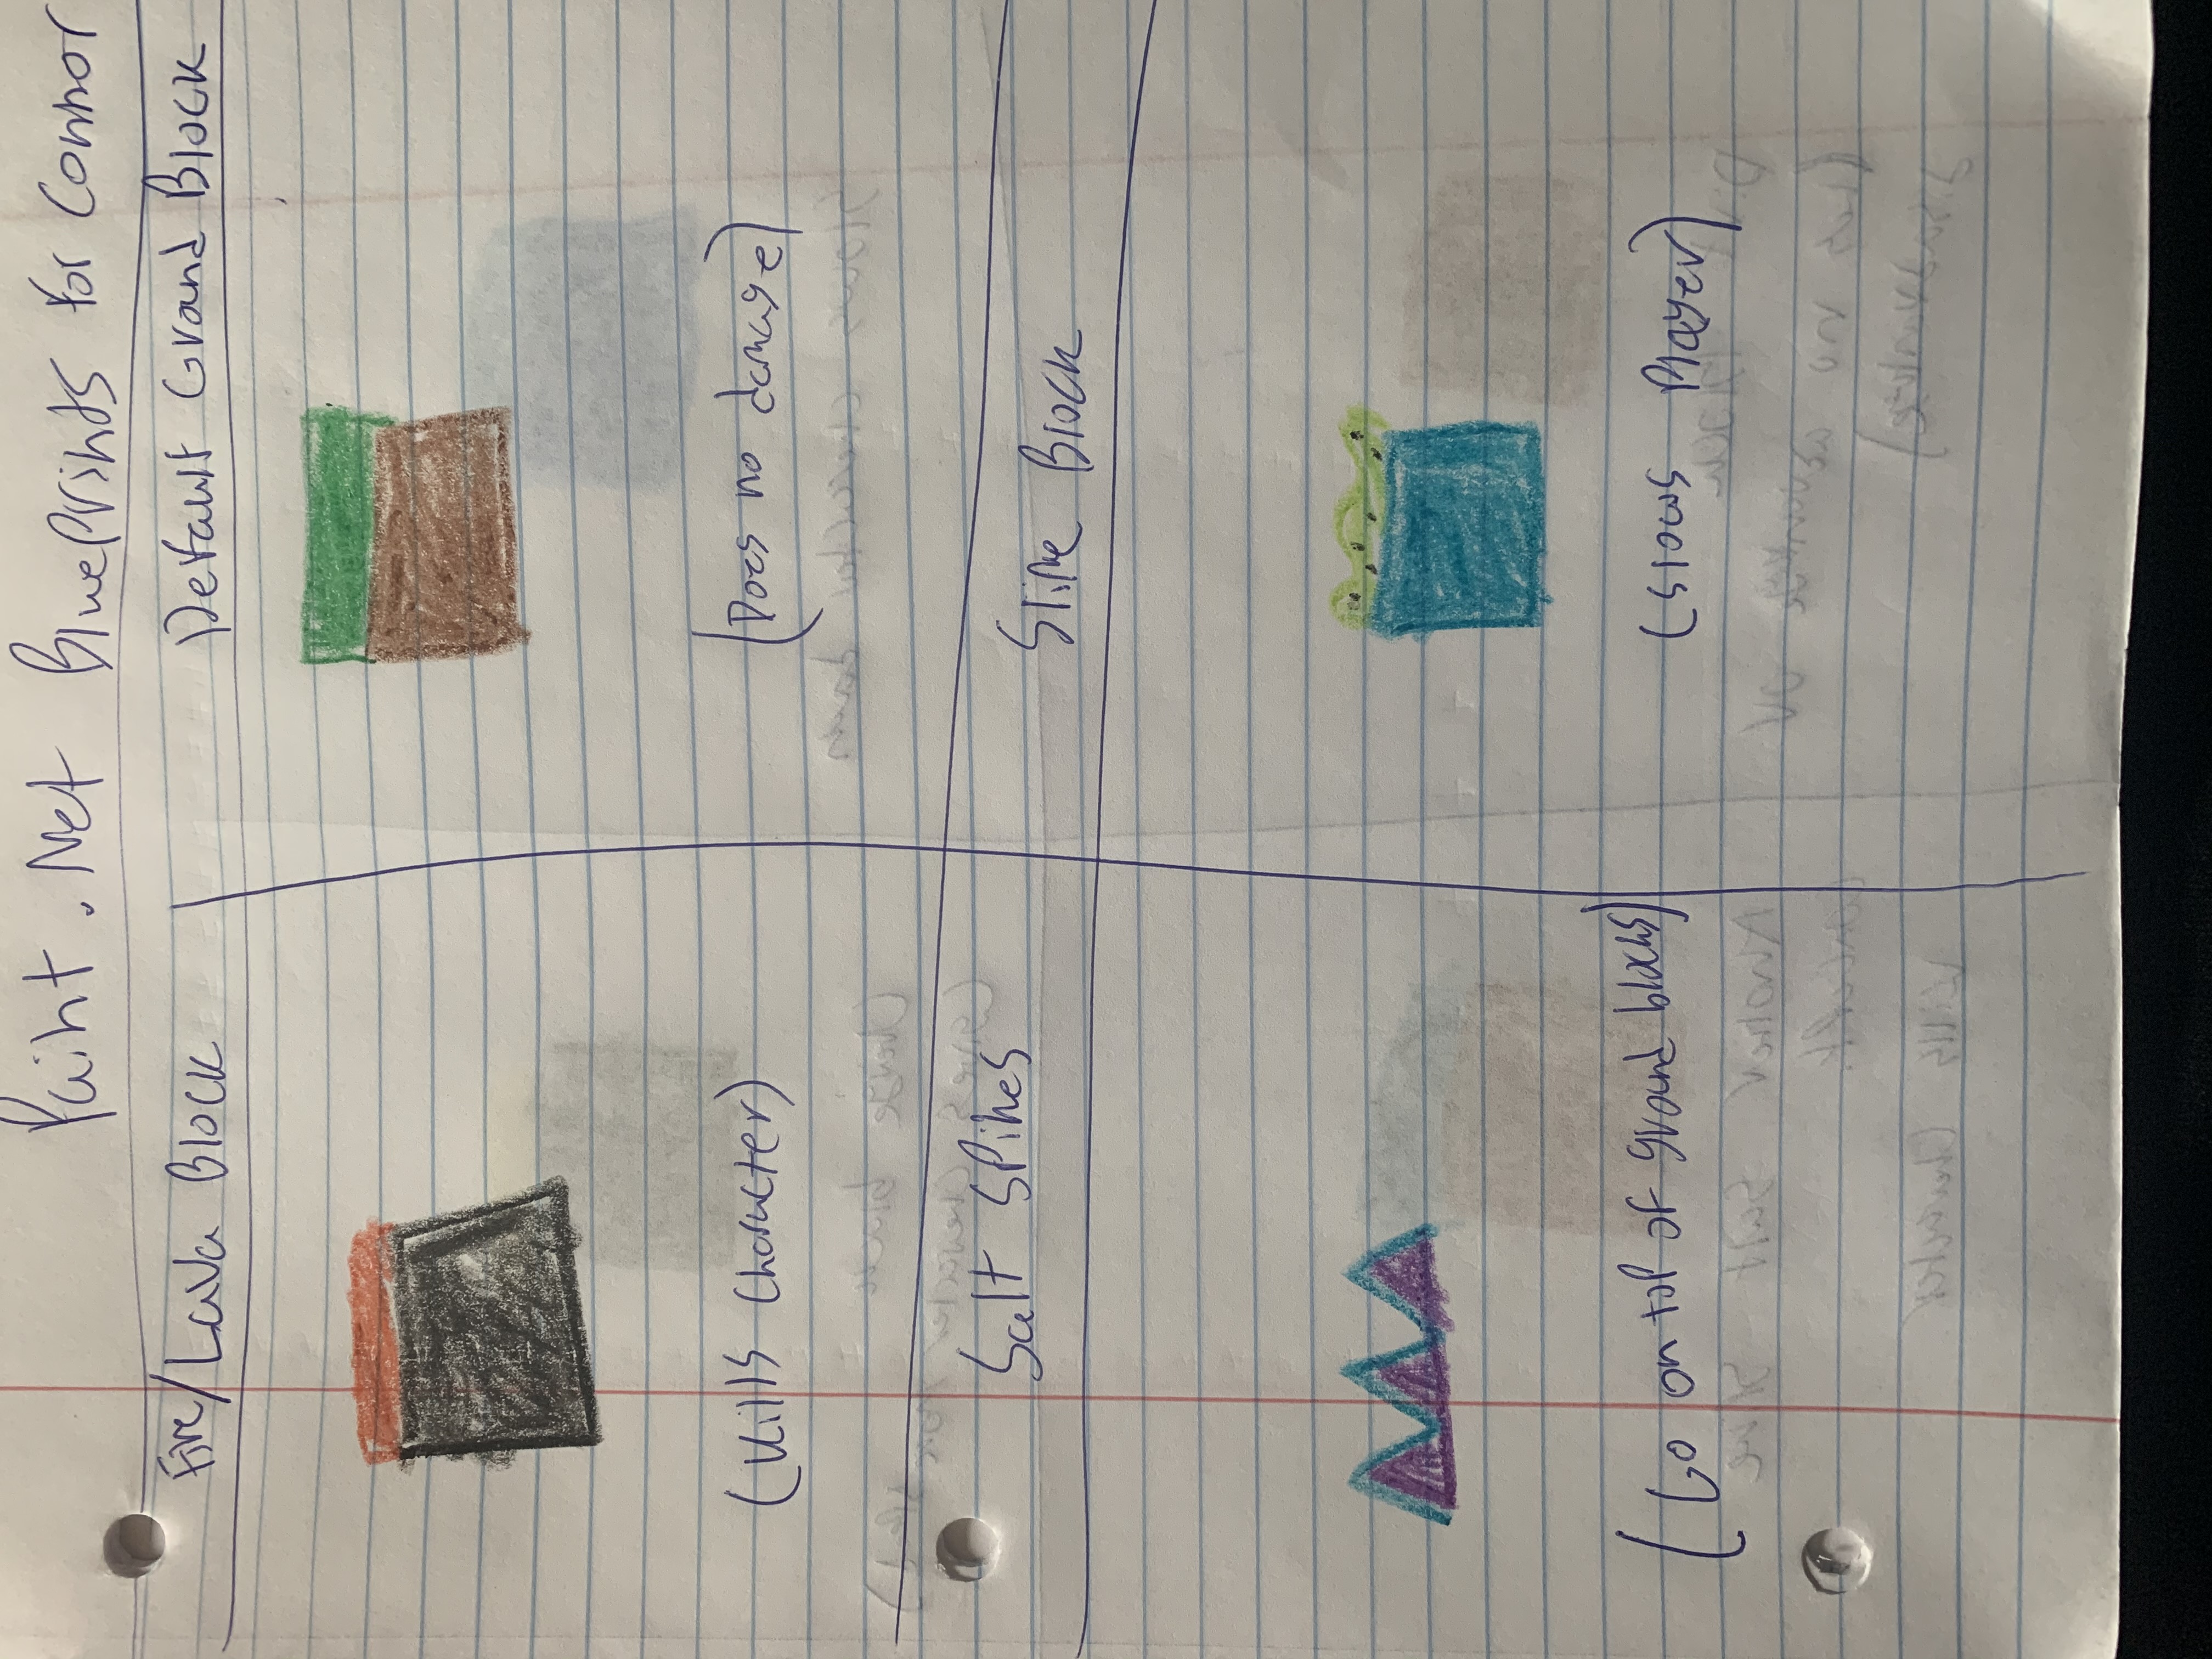 Paint.Net BluePrints for Connor
Fire/Lava Block
Default Ground Block
(Kills Character)
(Does no damage)
Salt Spikes
Slime Block
(Go on top of ground blocks)
(slows Player)